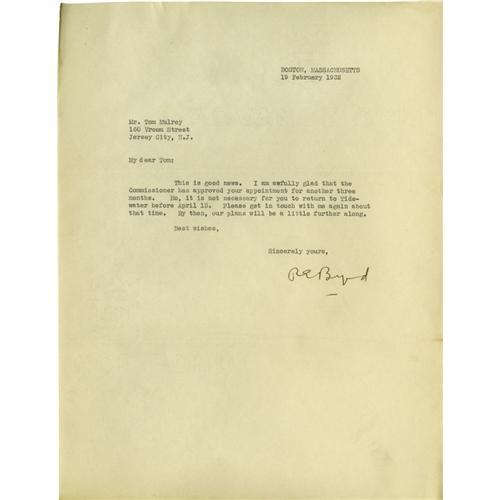 BOSTON, MASSACHUSETTS
19 February 1932
Mr. Tom Mulroy
160 Vroom Street
Jersey City, N.J.
My dear Tom:
This is good news. I am awfully glad that the
Commissioner has approved your appointment for another three
months. No, it is not necessary for you to return to Tide-
water before April 15. Please get in touch with me again about
that time. By then, our plans will be a little further along.
Best wishes,
Sincerely yours,
R E Byrd